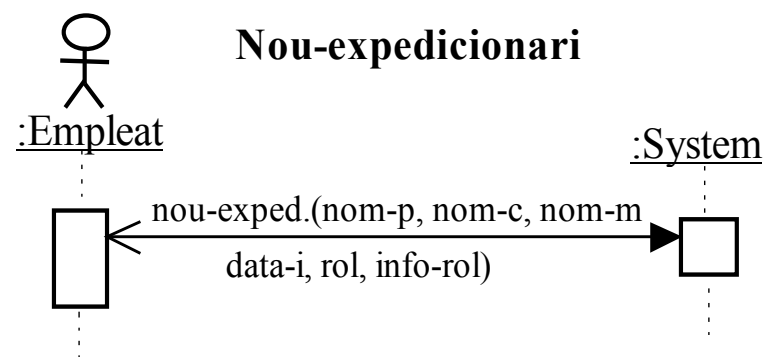 Nou-expedicionari
:Empleat
:System
nou-exped.(nom-p, nom-c, nom-m
data-i, rol, info-rol)